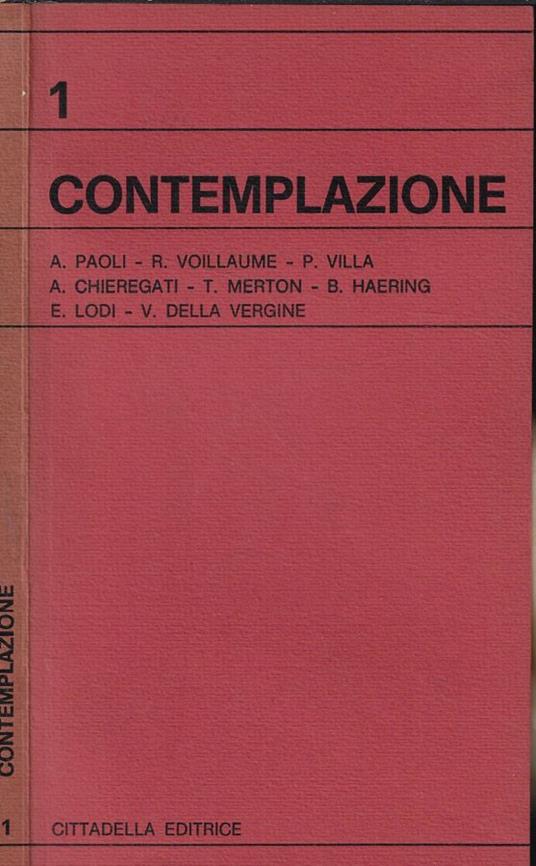 1
CONTEMPLAZIONE
A. PAOLI - R. VOILLAUME - P. VILLA
A. CHIEREGATI - T. MERTON - B. HAERING
E. LODI - V. DELLA VERGINE
CITTADELLA EDITRICE
CONTEMPLAZIONE
1